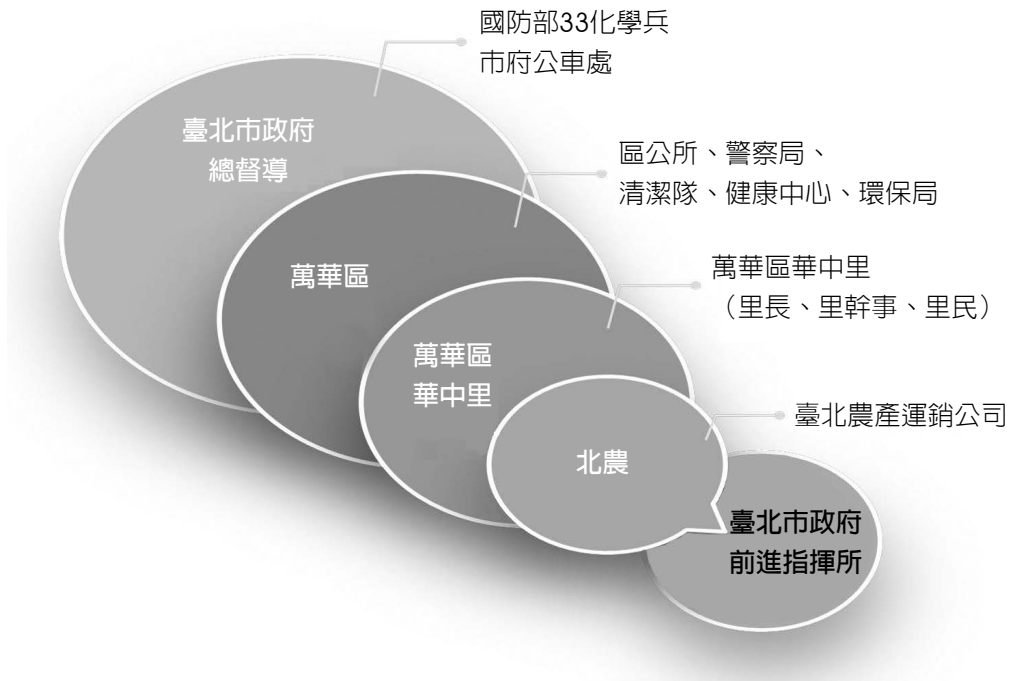 國防部33化學兵
市府公車處
臺北市政府
總督導
區公所、警察局、
清潔隊、健康中心、環保局
萬華區
萬華區華中里
（里長、里幹事、里民）
萬華區
華中里
臺北農產運銷公司
北農
臺北市政府
前進指揮所